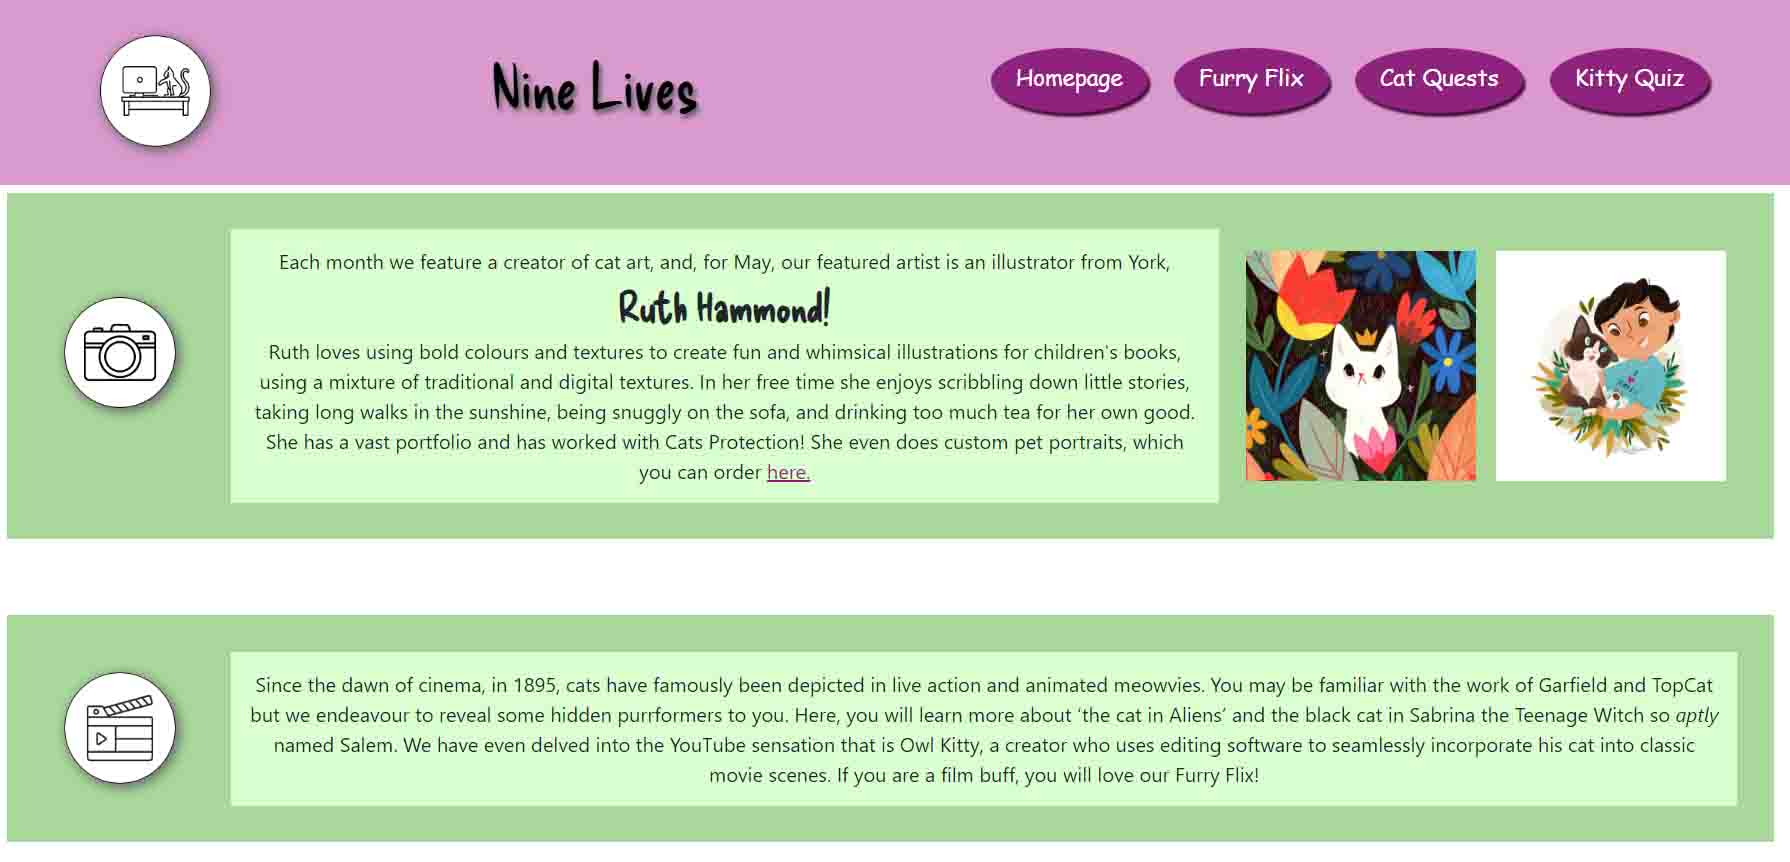 Nine Lives
Homepage
Furry Flix
Cat Quests
Kitty Quiz
Each month we feature a creator of cat art, and, for May, our featured artist is an illustrator from York,
Ruth Hammond!
Ruth loves using bold colours and textures to create fun and whimsical illustrations for children's books,
using a mixture of traditional and digital textures. In her free time she enjoys scribbling down little stories,
taking long walks in the sunshine, being snuggly on the sofa, and drinking too much tea for her own good.
She has a vast portfolio and has worked with Cats Protection! She even does custom pet portraits, which
you can order here.
Since the dawn of cinema, in 1895, cats have famously been depicted in live action and animated meowvies. You may be familiar with the work of Garfield and TopCat
but we endeavour to reveal some hidden purrformers to you. Here, you will learn more about ‘the cat in Aliens’ and the black cat in Sabrina the Teenage Witch so aptly
named Salem. We have even delved into the YouTube sensation that is Owl Kitty, a creator who uses editing software to seamlessly incorporate his cat into classic
movie scenes. If you are a film buff, you will love our Furry Flix!